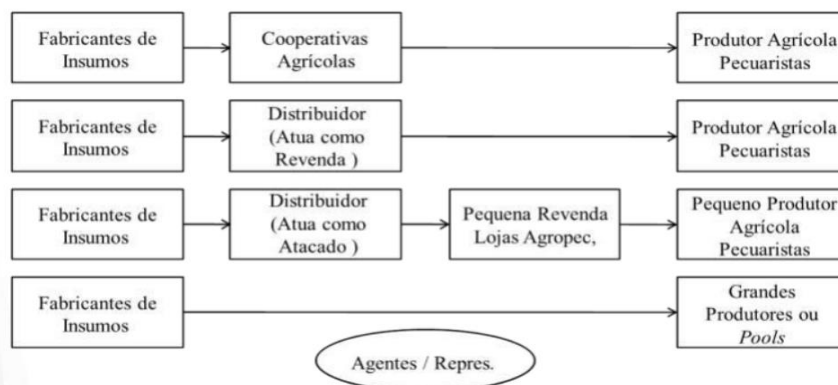 Fabricantes de
Insumos
Cooperativas
Agrícolas
Produtor Agrícola
Pecuaristas
Fabricantes de
Insumos
Distribuidor
(Atua como
Revenda )
Produtor Agrícola
Pecuaristas
Fabricantes de
Insumos
Distribuidor
(Atua como
Atacado )
Pequena Revenda
Lojas Agropec,
Pequeno Produtor
Agrícola
Pecuaristas
Fabricantes de
Insumos
Grandes
Produtores ou
Pools
Agentes / Repres.